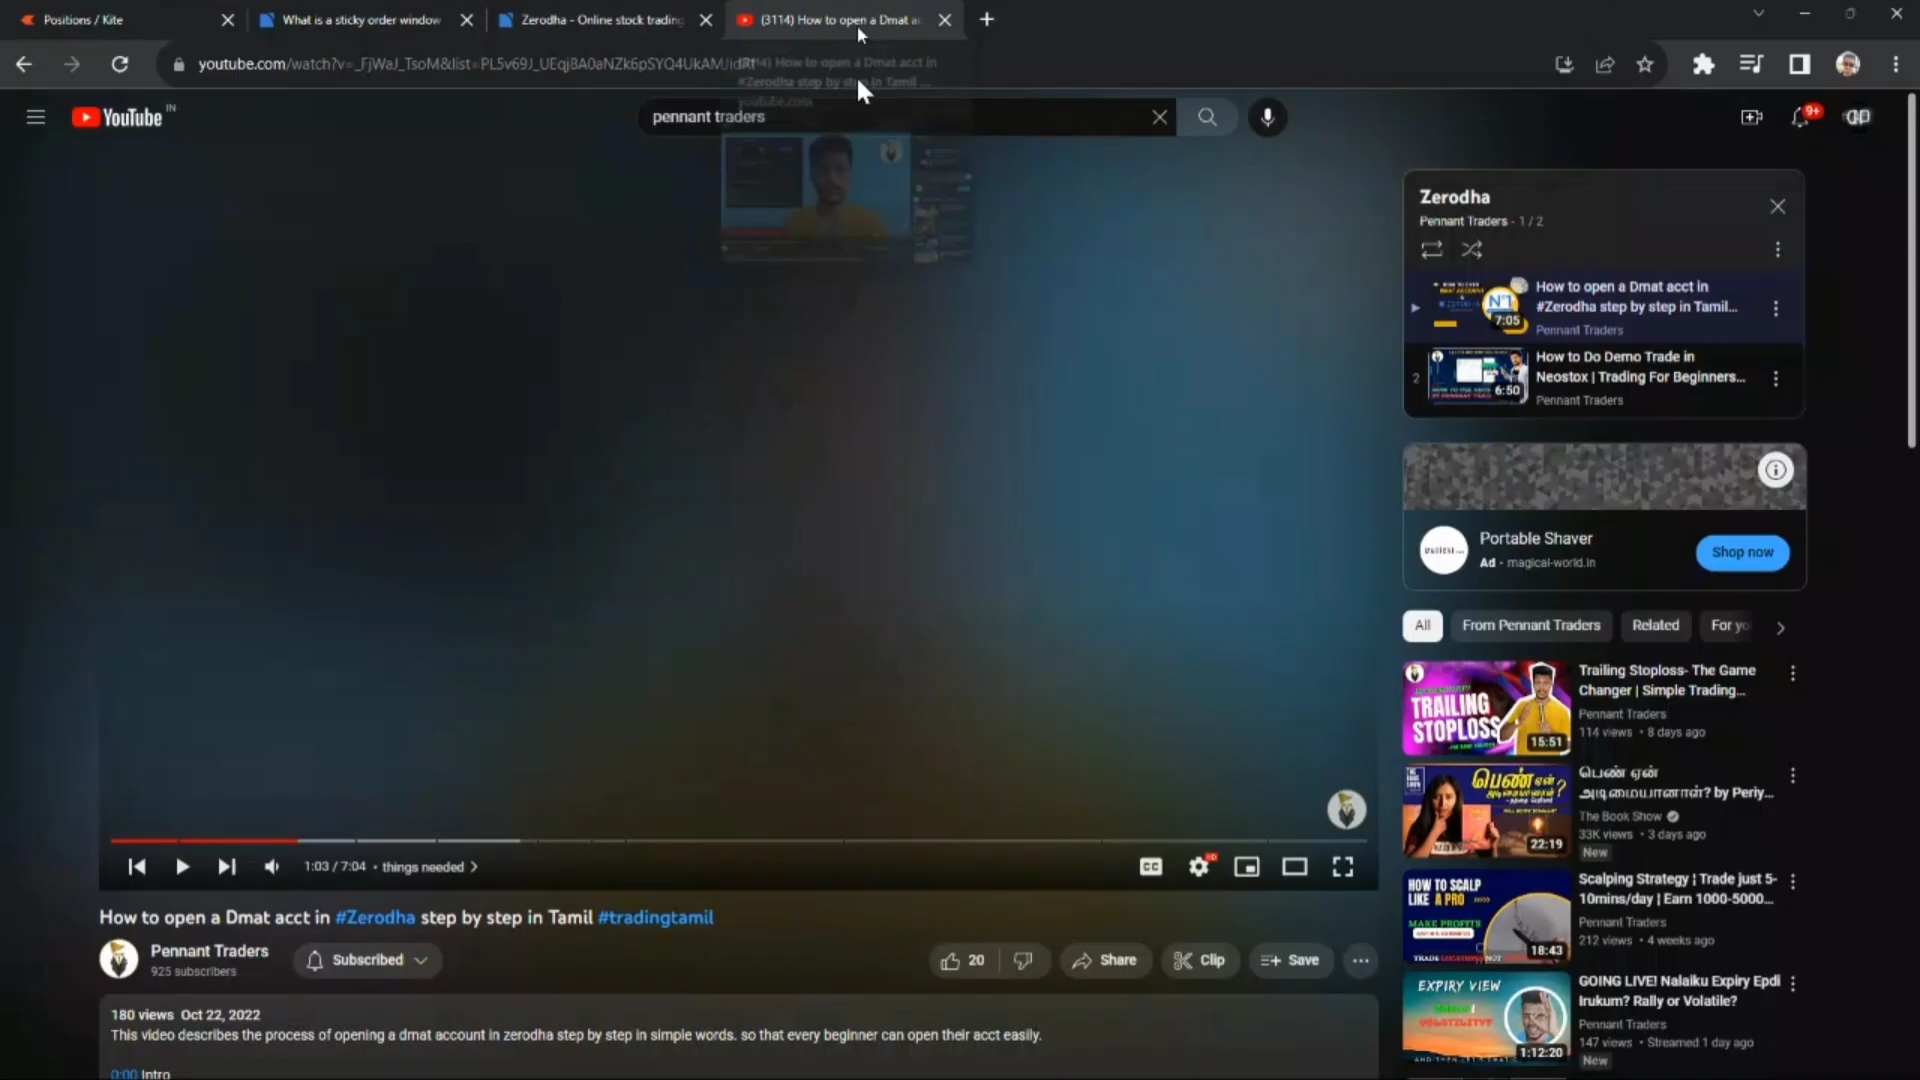 Positions / Kite
What is a sticky order window
Zerodha - Online stock trading
(3114) How to open a Dmat ac
youtube.com/watch?v=_FjWaJ_TsoM&list=PL5v69J_UEqj8A0aNZk6pSYQ4UkAMJidRt
How to open a Dmat acct in
#Zerodha step by step in Tamil ...
youtube.com
YouTube IN
pennant traders
9+
Zerodha
Pennant Traders - 1 / 2
How to open a Dmat acct in
#Zerodha step by step in Tamil...
Pennant Traders
7:05
2
How to Do Demo Trade in
Neostox | Trading For Beginners...
Pennant Traders
6:50
Portable Shaver
Ad - magical-world.in
Shop now
All
From Pennant Traders
Related
For yo
TRAILING
STOPLOSS
15:51
Trailing Stoploss- The Game
Changer | Simple Trading...
Pennant Traders
114 views • 8 days ago
பெண் ஏன்
22:19
பெண் ஏன்
அடிமையானாள்? by Periy...
The Book Show
33K views • 3 days ago
New
HOW TO SCALP
LIKE A PRO >>>>
MAKE PROFITS
18:43
Scalping Strategy ¦ Trade just 5-
10mins/day | Earn 1000-5000...
Pennant Traders
212 views • 4 weeks ago
EXPIRY VIEW
VOLATILITY?
1:12:20
GOING LIVE! Nalaiku Expiry Epdi
Irukum? Rally or Volatile?
Pennant Traders
147 views • Streamed 1 day ago
New
1:03 / 7:04 • things needed >
CC
HD
How to open a Dmat acct in #Zerodha step by step in Tamil #tradingtamil
Pennant Traders
925 subscribers
Subscribed
20
Share
Clip
Save
180 views Oct 22, 2022
This video describes the process of opening a dmat account in zerodha step by step in simple words. so that every beginner can open their acct easily.
0:00 Intro